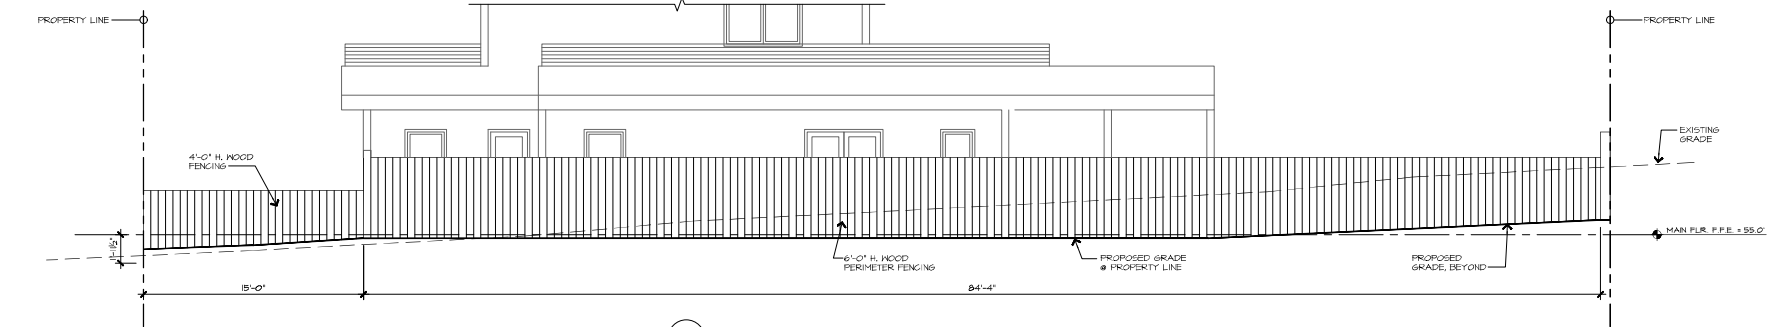 PROPERTY LINE
PROPERTY LINE
4'-0" H. WOOD
FENCING
EXISTING
GRADE
MAIN FLR. F.F.E. = 55.0'
6'-0" H. WOOD
PERIMETER FENCING
PROPOSED GRADE
@ PROPERTY LINE
PROPOSED
GRADE, BEYOND
15'-0"
84'-4"